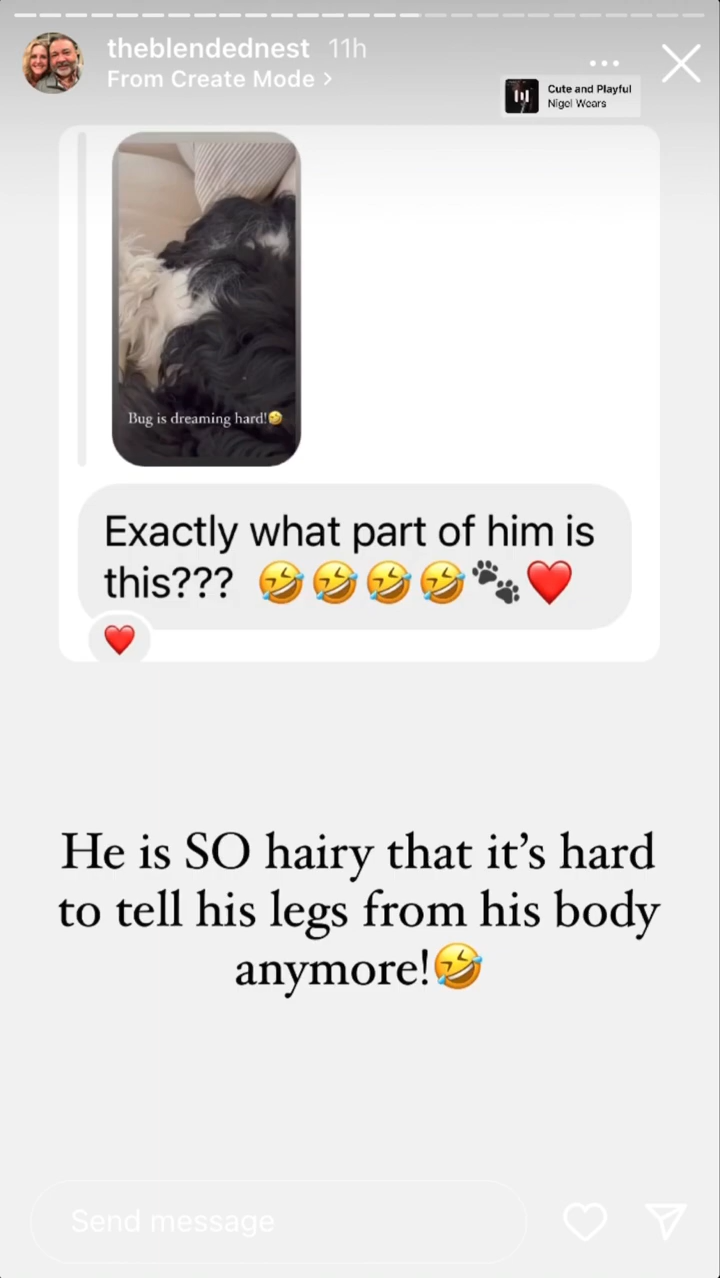 theblendednest 11h
From Create Mode >
Cute and Playful
Nigel Wears
Bug is dreaming hard!🤣
Exactly what part of him is
this??? 🤣🤣🤣🤣🐾❤️
He is SO hairy that it’s hard
to tell his legs from his body
anymore!🤣
Send message